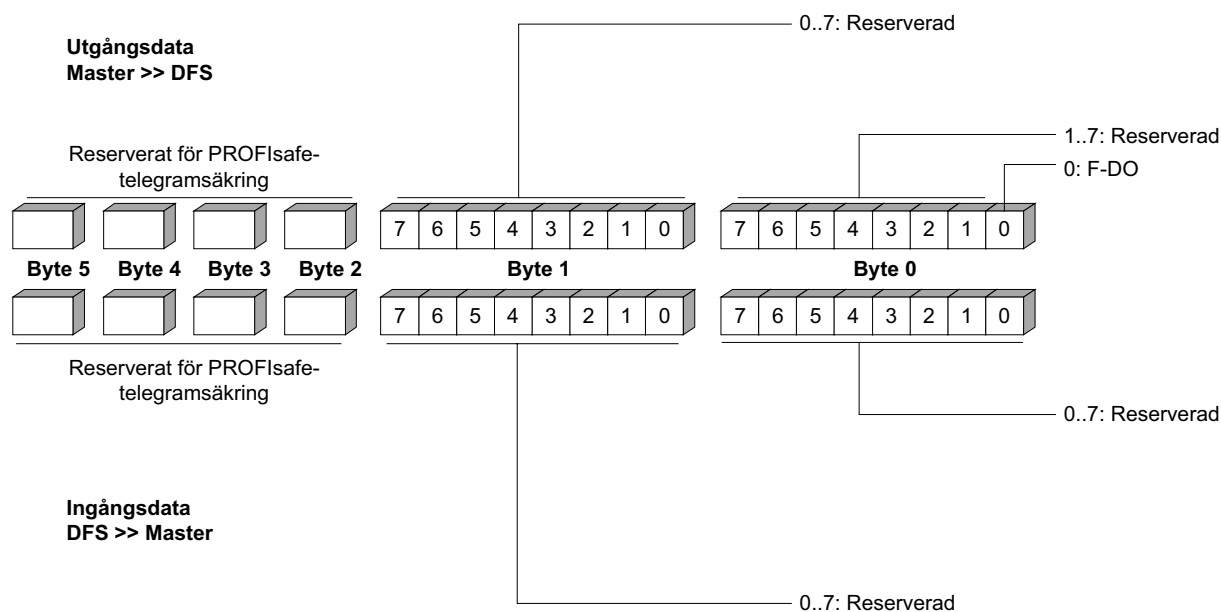 0..7: Reserverad
Utgångsdata
Master >> DFS
1..7: Reserverad
Reserverat för PROFIsafe-
telegramsäkring
0: F-DO
7 6 5 4 3 2 1 0 7 6 5 4 3 2 1 0
Byte 5 Byte 4 Byte 3 Byte 2 Byte 1 Byte 0
7 6 5 4 3 2 1 0 7 6 5 4 3 2 1 0
Reserverat för PROFIsafe-
telegramsäkring
0..7: Reserverad
Ingångsdata
DFS >> Master
0..7: Reserverad